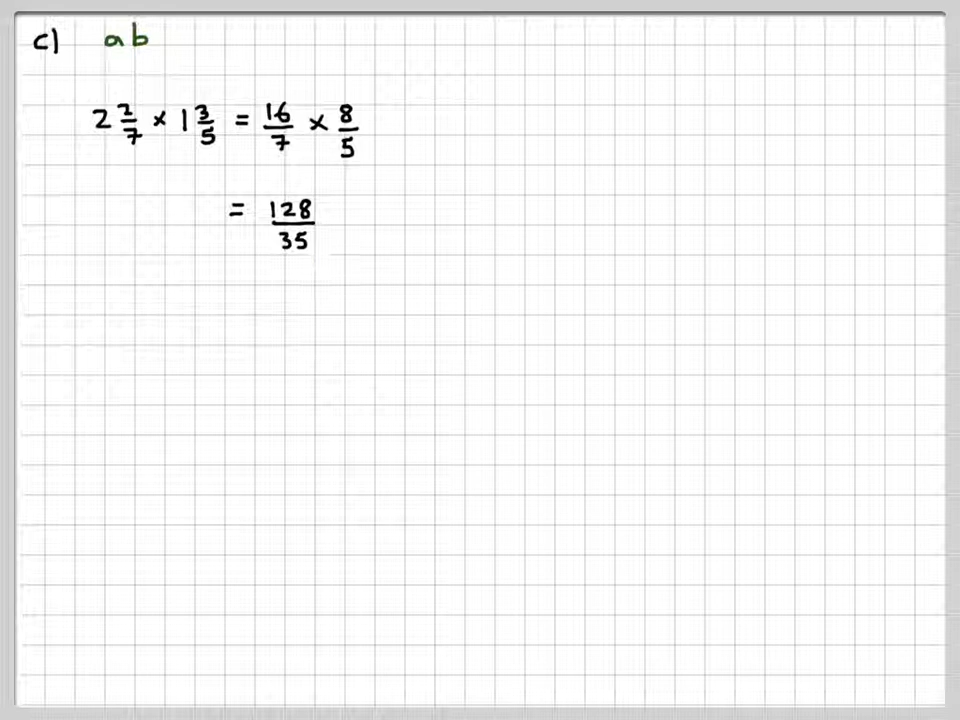 c) ab
2 2/7 × 1 3/5 = 16/7 × 8/5
= 128/35